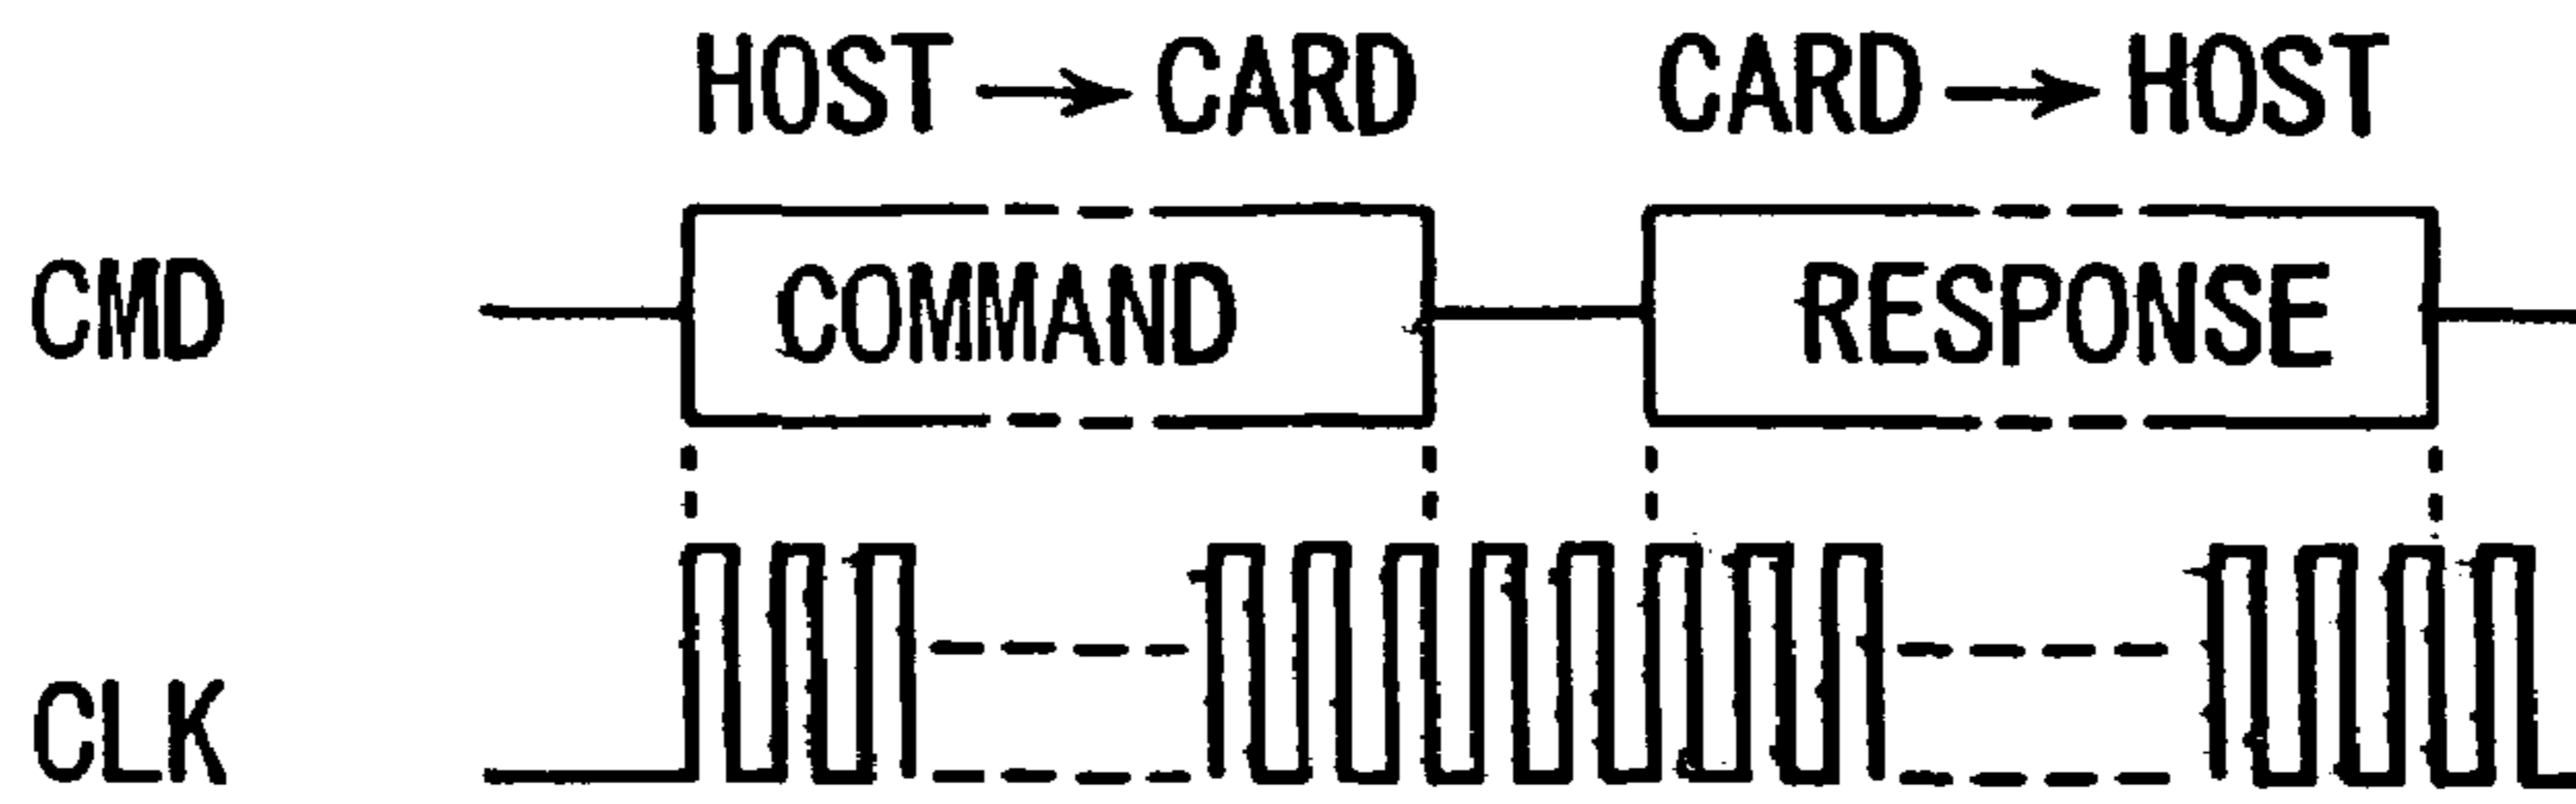 HOST → CARD CARD → HOST
CMD COMMAND RESPONSE
CLK